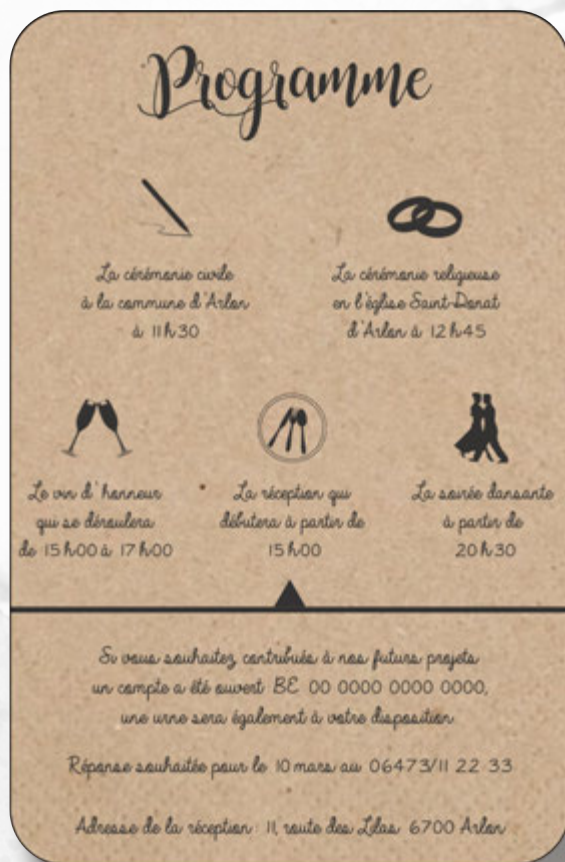 Programme
La cérémonie civile
à la commune d'Arlon
à 11h30
La cérémonie religieuse
en l'église Saint-Donat
d'Arlon à 12h45
Le vin d'honneur
qui se déroulera
de 15h00 à 17h00
La réception qui
débutera à partir de
15h00
La soirée dansante
à partir de
20h30
Si vous souhaitez contribués à nos futurs projets
un compte a été ouvert BE 00 0000 0000 0000,
une urne sera également à votre disposition
Réponse souhaitée pour le 10 mars au 06473/11 22 33
Adresse de la réception : 11, route des Lilas 6700 Arlon